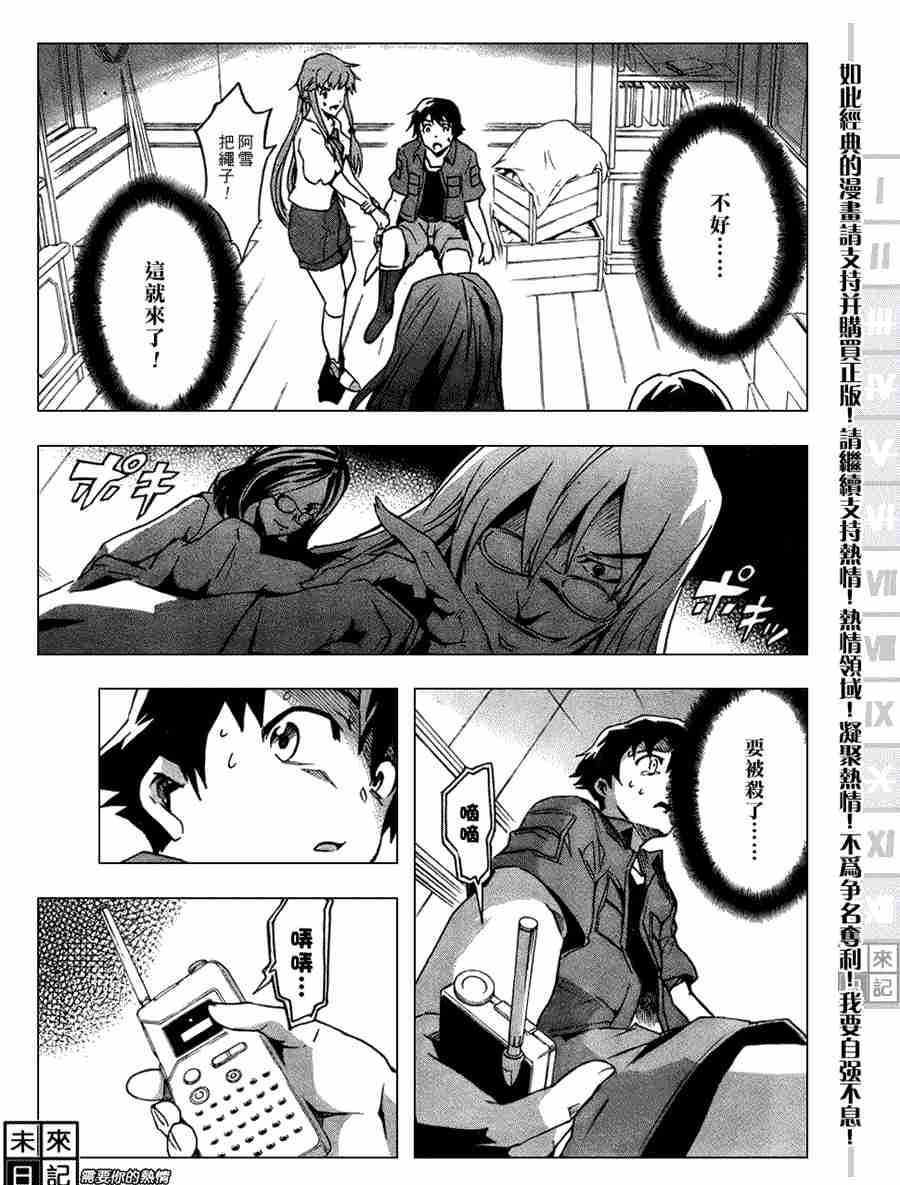 不好……
阿雪
把繩子！
這就來了！
ポキ
ポキッ
要被殺了……
嘀嘀
嗶嗶…
如此經典的漫畫請支持并購買正版！請繼續支持熱情！熱情領域！凝聚熱情！不爲争名奪利！我要自强不息！
I
II
III
IV
V
VI
VII
VIII
IX
X
XI
來
記
未來
日記
需要你的熱情